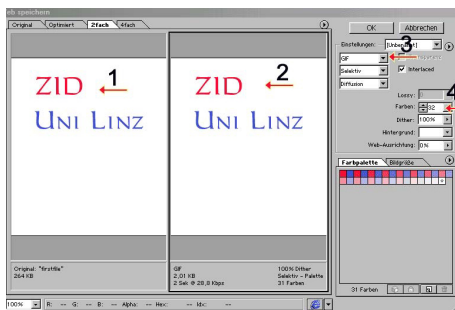 eb speichern
Original Optimiert 2fach 4fach
ZID 1
UNI LINZ
ZID 2
UNI LINZ
Original: "firstfile"
264 KB
GIF
2,01 KB
2 Sek @ 28,8 Kbps
100% Dither
Selektiv - Palette
31 Farben
OK Abbrechen
3
Einstellungen: [Unbenannt]
GIF
Selektiv Interlaced
Diffusion
Lossy: 0
4
Farben: 32
Dither: 100%
Hintergrund:
Web-Ausrichtung: 0%
Farbpalette Bildgröße
31 Farben
100% R: -- G: -- B: -- Alpha: -- Hex: -- Idx: --